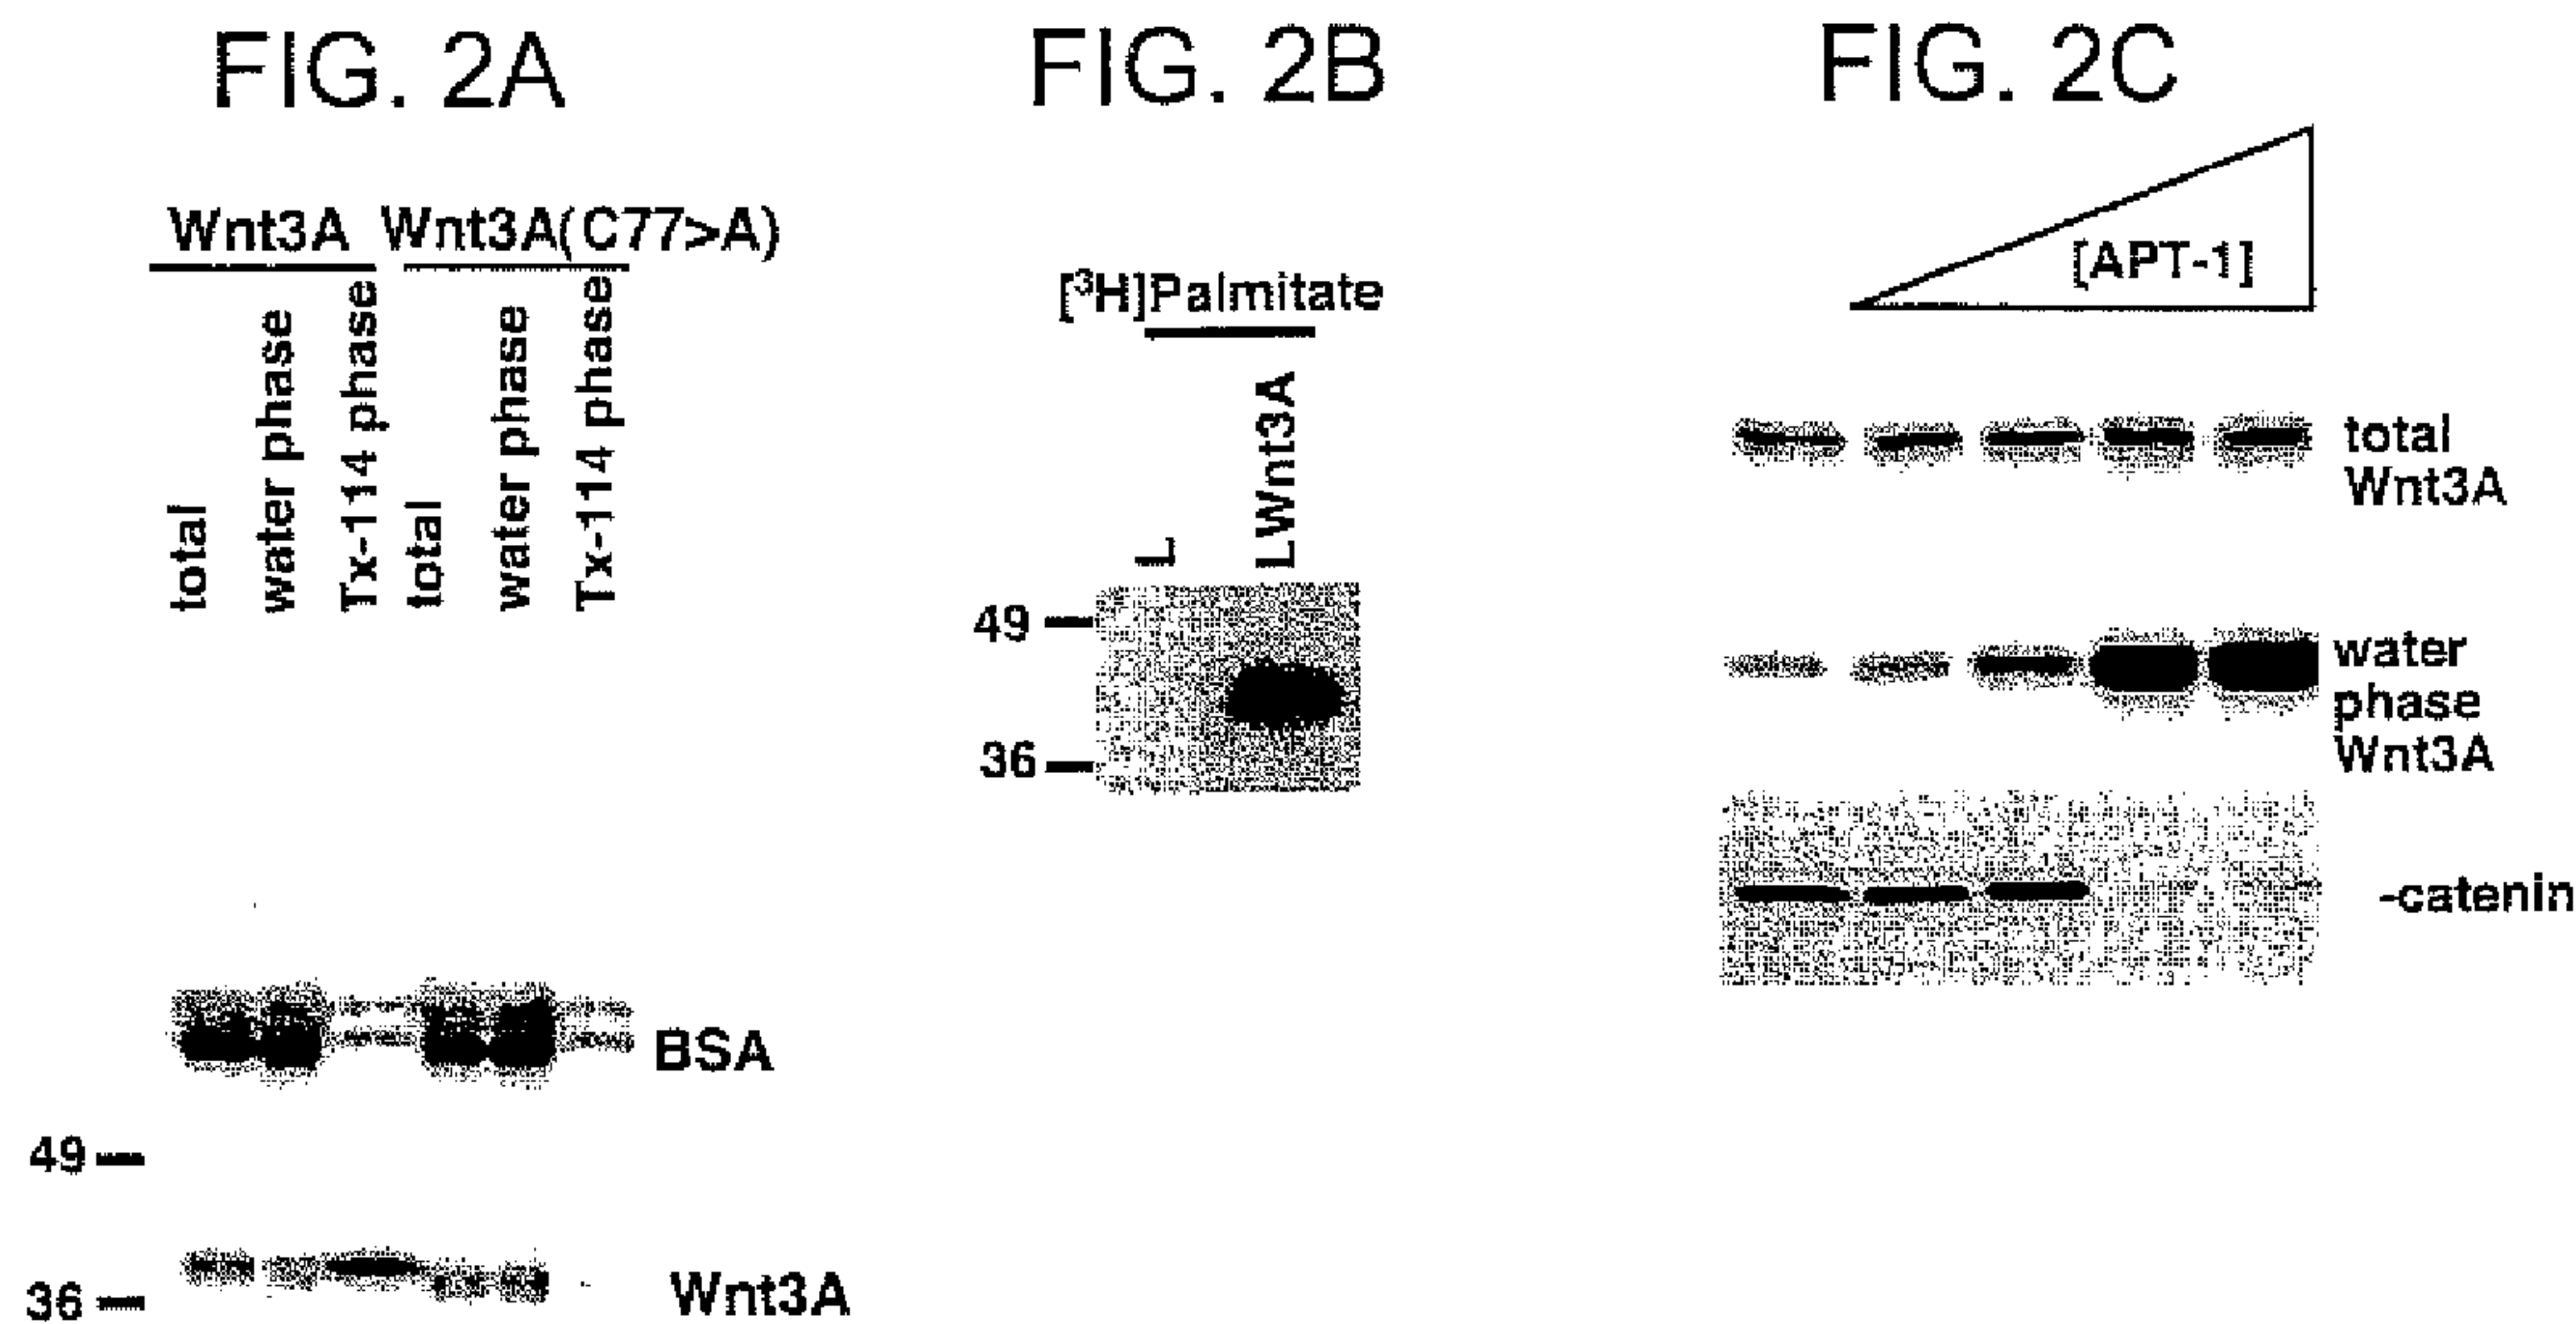 FIG. 2A
Wnt3A Wnt3A(C77>A)
total
water phase
Tx-114 phase
total
water phase
Tx-114 phase
BSA
49
36
Wnt3A
FIG. 2B
[³H]Palmitate
L
LWnt3A
49
36
FIG. 2C
[APT-1]
total
Wnt3A
water
phase
Wnt3A
-catenin